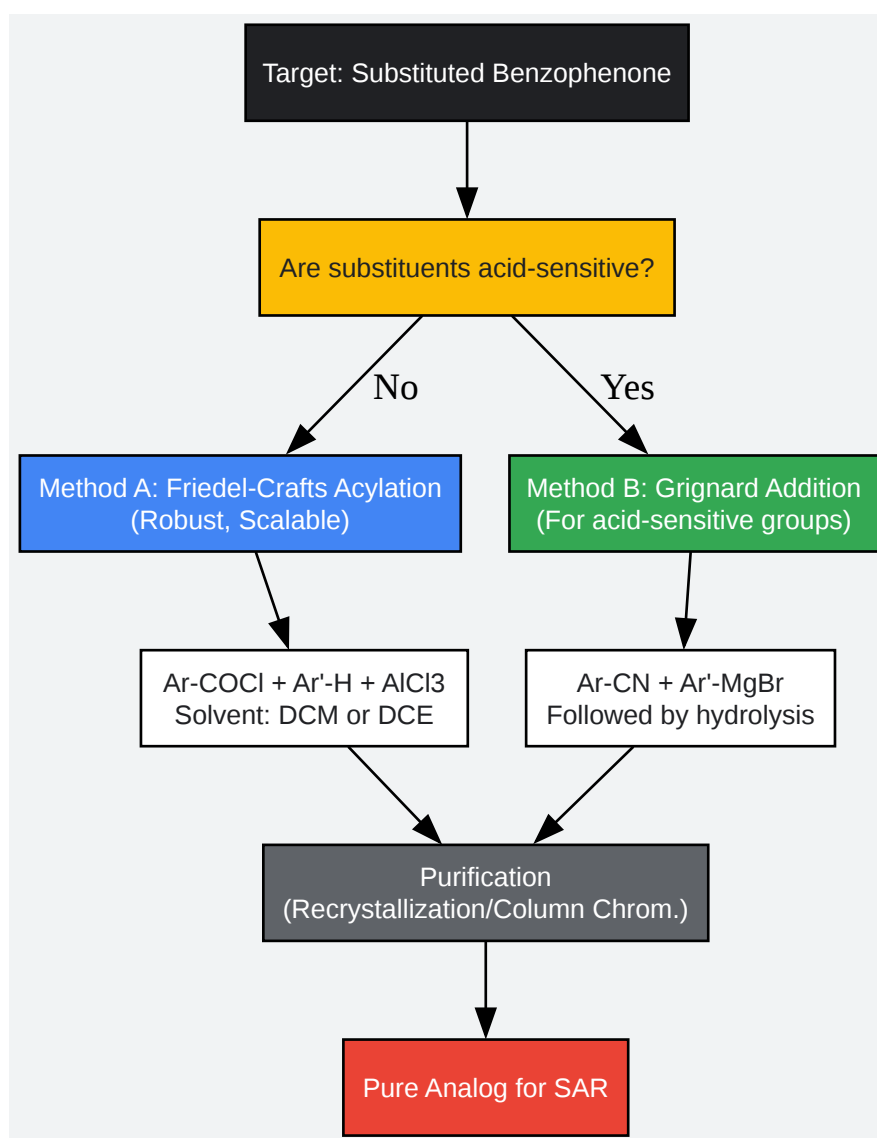 Target: Substituted Benzophenone
Are substituents acid-sensitive?
No
Yes
Method A: Friedel-Crafts Acylation
(Robust, Scalable)
Method B: Grignard Addition
(For acid-sensitive groups)
Ar-COCl + Ar'-H + AlCl3
Solvent: DCM or DCE
Ar-CN + Ar'-MgBr
Followed by hydrolysis
Purification
(Recrystallization/Column Chrom.)
Pure Analog for SAR